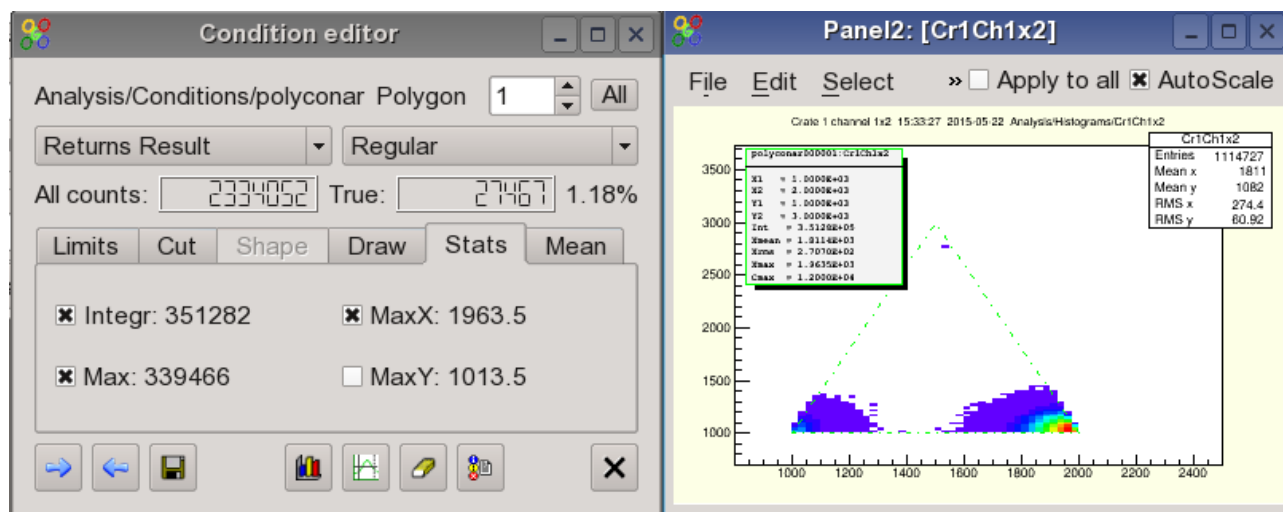 Condition editor
Analysis/Conditions/polyconar Polygon 1 All
Returns Result Regular
All counts: 2334052 True: 27467 1.18%
Limits Cut Shape Draw Stats Mean
Integr: 351282 MaxX: 1963.5
Max: 339466 MaxY: 1013.5
Panel2: [Cr1Ch1x2]
File Edit Select » Apply to all AutoScale
Crate 1 channel 1x2 15:33:27 2015-05-22 Analysis/Histograms/Cr1Ch1x2
Cr1Ch1x2
Entries 1114727
Mean x 1811
Mean y 1082
RMS x 274.4
RMS y 60.92
polyconar000001:Cr1Ch1x2
X1 = 1.0000E+03
X2 = 2.0000E+03
Y1 = 1.0000E+03
Y2 = 3.0000E+03
Int = 3.5128E+05
Xmean = 1.8114E+03
Xrms = 2.7070E+02
Xmax = 1.9635E+03
Cmax = 1.2000E+04
3500
3000
2500
2000
1500
1000
1000 1200 1400 1600 1800 2000 2200 2400